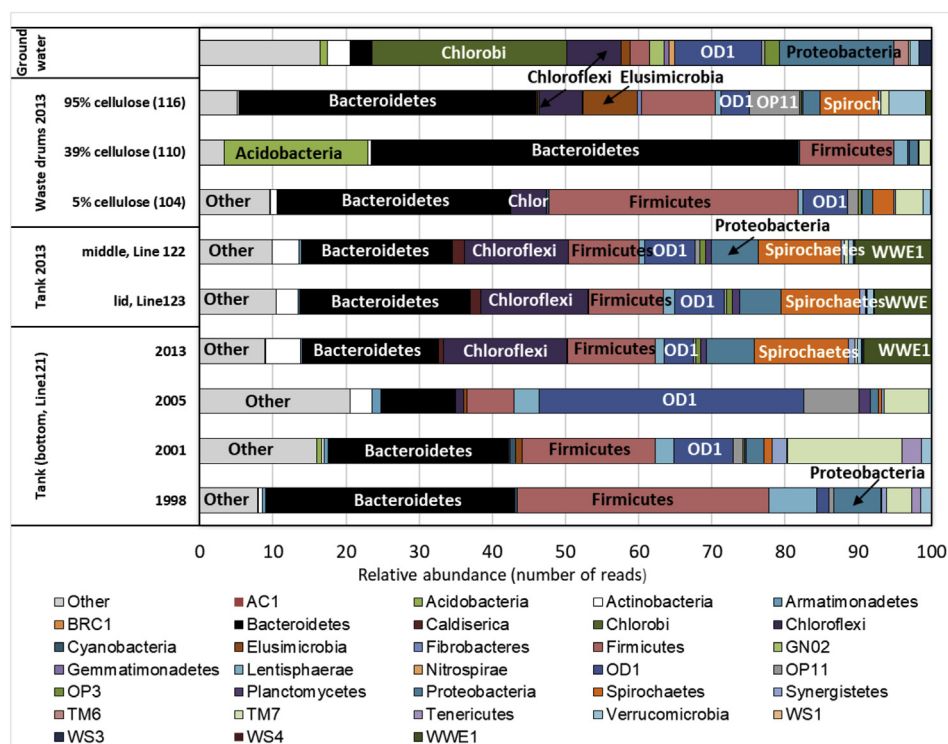 Ground
water
Chlorobi
OD1
Proteobacteria
Chloroflexi
Elusimicrobia
Waste drums 2013
95% cellulose (116)
Bacteroidetes
OD1
OP11
Spiroch
39% cellulose (110)
Acidobacteria
Bacteroidetes
Firmicutes
5% cellulose (104)
Other
Bacteroidetes
Chlor
Firmicutes
OD1
Proteobacteria
Tank 2013
middle, Line 122
Other
Bacteroidetes
Chloroflexi
Firmicutes
OD1
Spirochaetes
WWE1
lid, Line123
Other
Bacteroidetes
Chloroflexi
Firmicutes
OD1
Spirochaetes
WWE
Tank (bottom, Line121)
2013
Other
Bacteroidetes
Chloroflexi
Firmicutes
OD1
Spirochaetes
WWE1
2005
Other
OD1
2001
Other
Bacteroidetes
Firmicutes
OD1
Proteobacteria
1998
Other
Bacteroidetes
Firmicutes
0 10 20 30 40 50 60 70 80 90 100
Relative abundance (number of reads)
Other AC1 Acidobacteria Actinobacteria Armatimonadetes
BRC1 Bacteroidetes Caldiserica Chlorobi Chloroflexi
Cyanobacteria Elusimicrobia Fibrobacteres Firmicutes GN02
Gemmatimonadetes Lentisphaerae Nitrospirae OD1 OP11
OP3 Planctomycetes Proteobacteria Spirochaetes Synergistetes
TM6 TM7 Tenericutes Verrucomicrobia WS1
WS3 WS4 WWE1